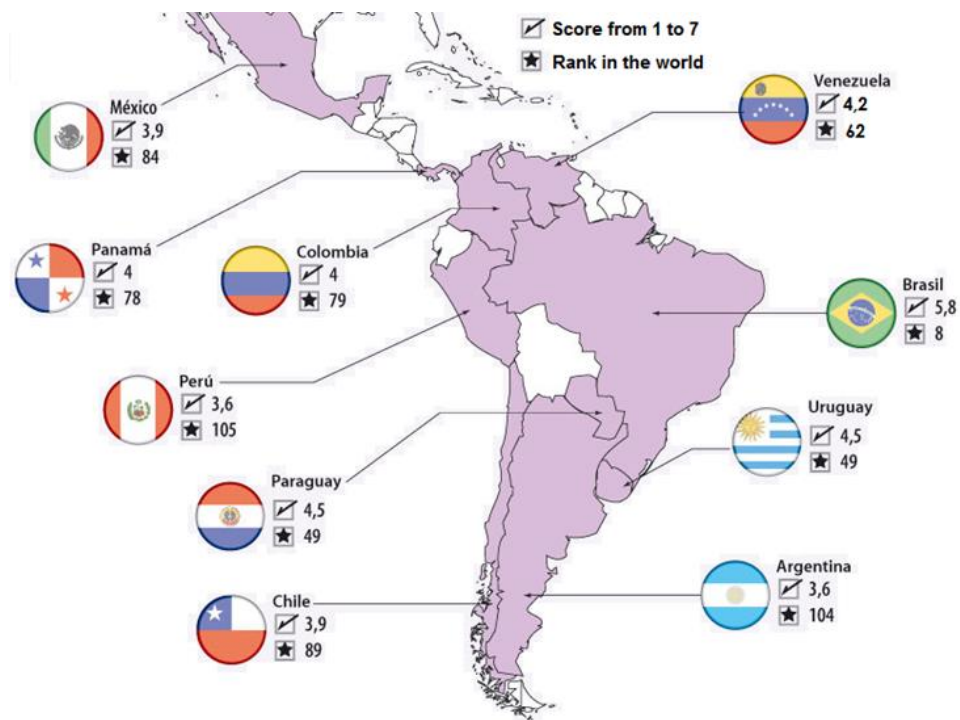 Score from 1 to 7
Rank in the world
Venezuela
4,2
62
México
3,9
84
Panamá
4
78
Colombia
4
79
Brasil
5,8
8
Perú
3,6
105
Uruguay
4,5
49
Paraguay
4,5
49
Argentina
3,6
104
Chile
3,9
89